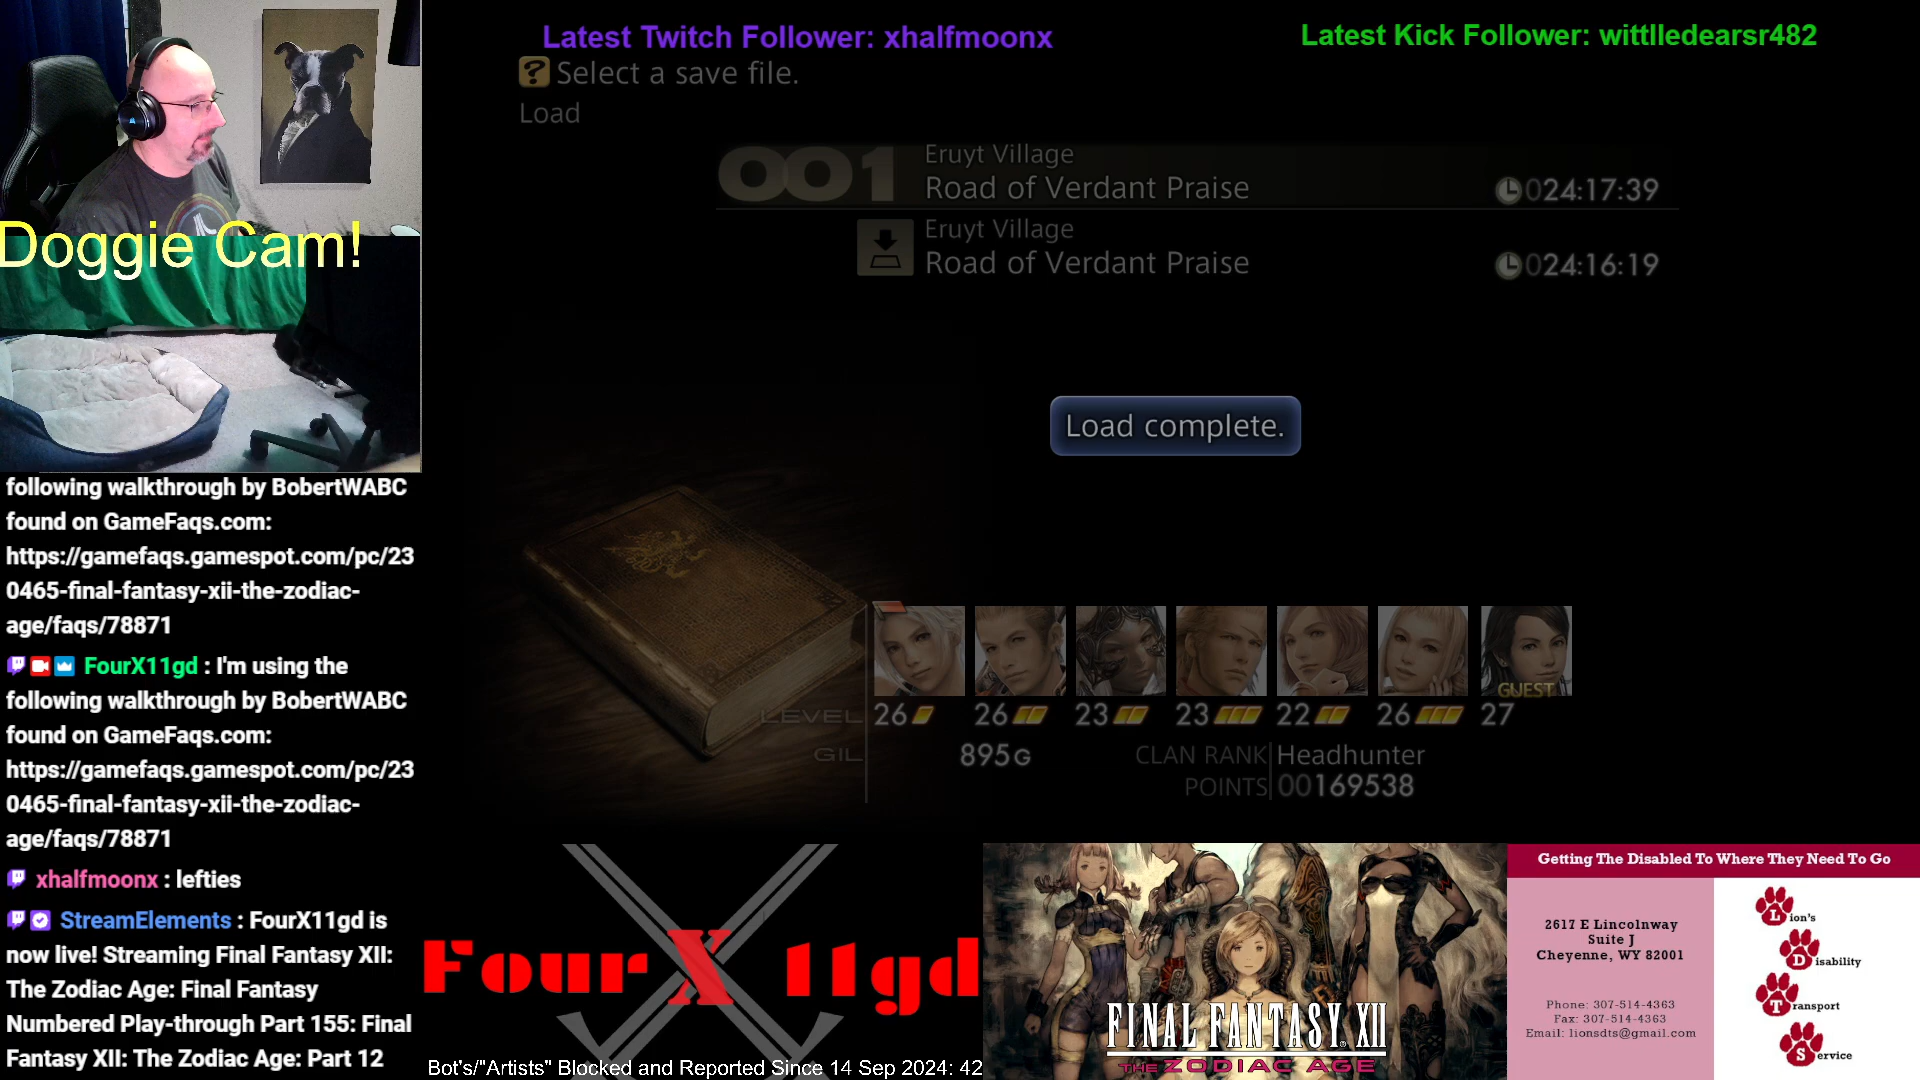 Latest Twitch Follower: xhalfmoonx
Latest Kick Follower: wittlledearsr482
? Select a save file.
Load
001
Eruyt Village
Road of Verdant Praise
024:17:39
Eruyt Village
Road of Verdant Praise
024:16:19
Load complete.
Doggie Cam!
following walkthrough by BobertWABC
found on GameFaqs.com:
https://gamefaqs.gamespot.com/pc/23
0465-final-fantasy-xii-the-zodiac-
age/faqs/78871
FourX11gd : I'm using the
following walkthrough by BobertWABC
found on GameFaqs.com:
https://gamefaqs.gamespot.com/pc/23
0465-final-fantasy-xii-the-zodiac-
age/faqs/78871
xhalfmoonx : lefties
StreamElements : FourX11gd is
now live! Streaming Final Fantasy XII:
The Zodiac Age: Final Fantasy
Numbered Play-through Part 155: Final
Fantasy XII: The Zodiac Age: Part 12
GUEST
LEVEL 26 26 23 23 22 26 27
GIL 895G
CLAN RANK Headhunter
POINTS 00169538
FourX11gd
Bot's/"Artists" Blocked and Reported Since 14 Sep 2024: 42
FINAL FANTASY XII
THE ZODIAC AGE
Getting The Disabled To Where They Need To Go
2617 E Lincolnway
Suite J
Cheyenne, WY 82001
Phone: 307-514-4363
Fax: 307-514-4363
Email: lionsdts@gmail.com
Lion's
Disability
Transport
Service